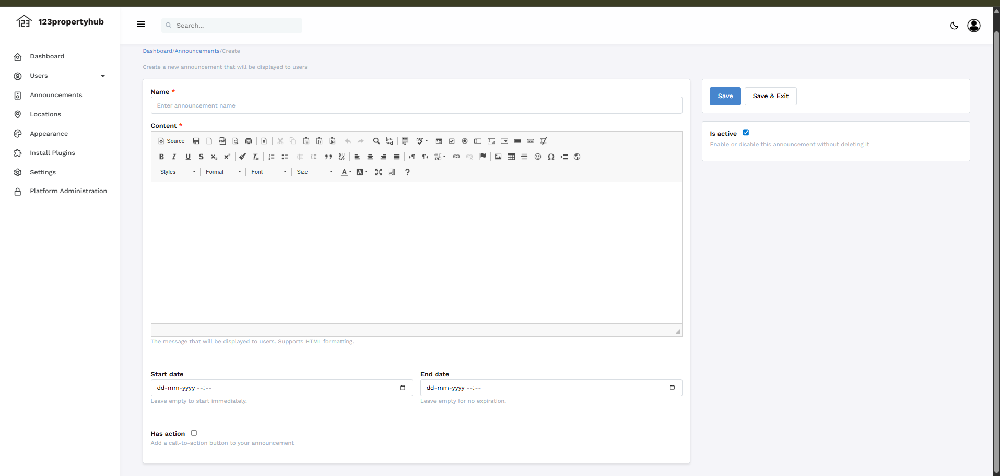 123propertyhub
Search...
Dashboard
Users
Announcements
Locations
Appearance
Install Plugins
Settings
Platform Administration
Dashboard/Announcements/Create
Create a new announcement that will be displayed to users
Name *
Enter announcement name
Content *
Source
Styles Format Font Size
The message that will be displayed to users. Supports HTML formatting.
Start date
dd-mm-yyyy --:--
Leave empty to start immediately.
End date
dd-mm-yyyy --:--
Leave empty for no expiration.
Has action
Add a call-to-action button to your announcement
Save
Save & Exit
Is active
Enable or disable this announcement without deleting it